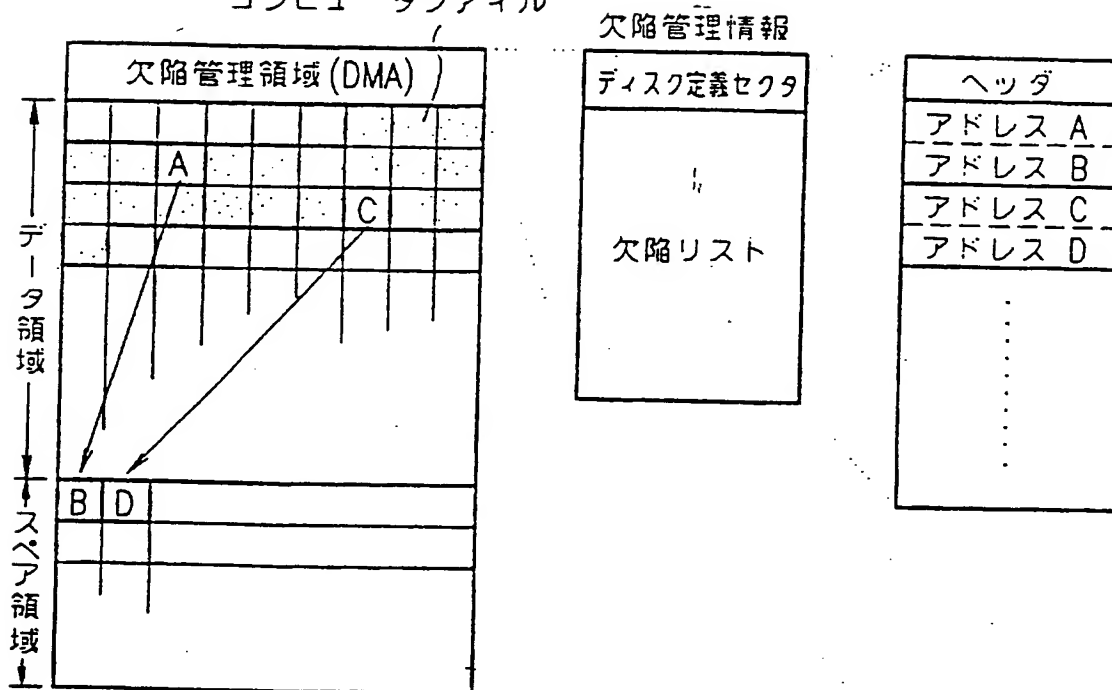 コンピュータファイル
欠陥管理領域(DMA)
A
C
データ領域
B D
スペア領域
欠陥管理情報
ディスク定義セクタ
欠陥リスト
ヘッダ
アドレス A
アドレス B
アドレス C
アドレス D